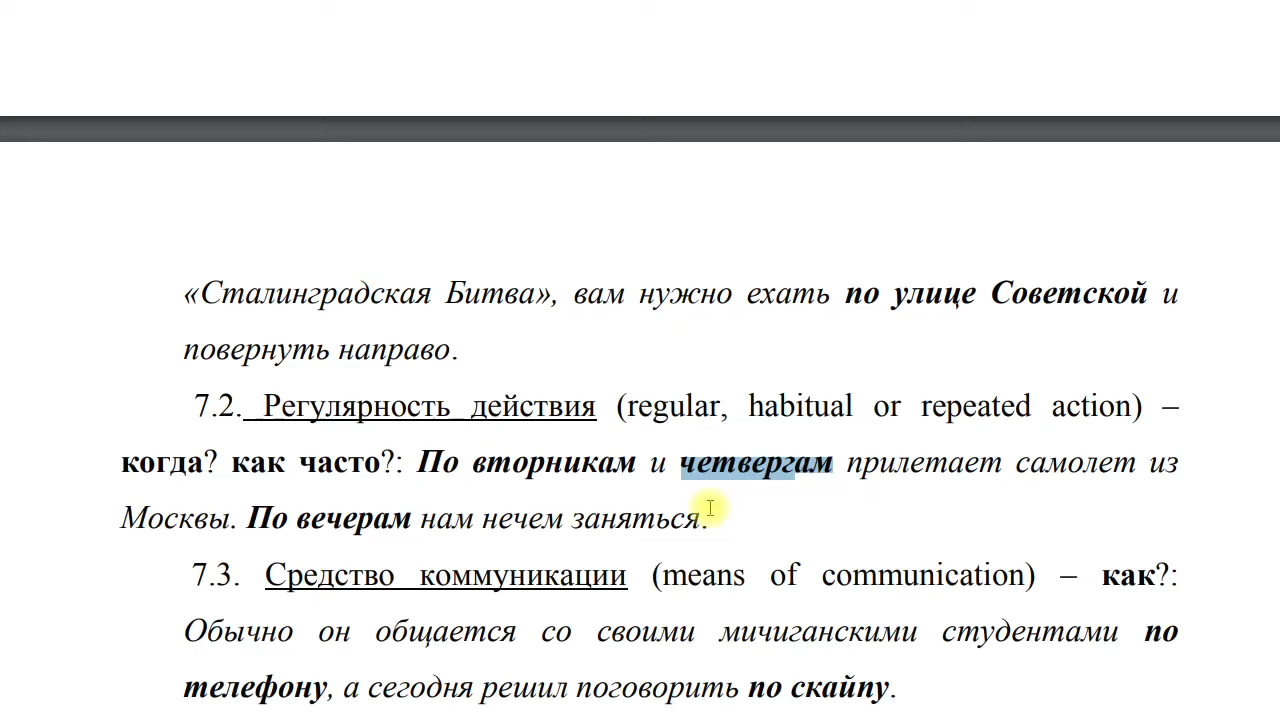 «Сталинградская Битва», вам нужно ехать по улице Советской и
повернуть направо.
7.2. Регулярность действия (regular, habitual or repeated action) –
когда? как часто?: По вторникам и четвергам прилетает самолет из
Москвы. По вечерам нам нечем заняться.
7.3. Средство коммуникации (means of communication) – как?:
Обычно он общается со своими мичиганскими студентами по
телефону, а сегодня решил поговорить по скайпу.